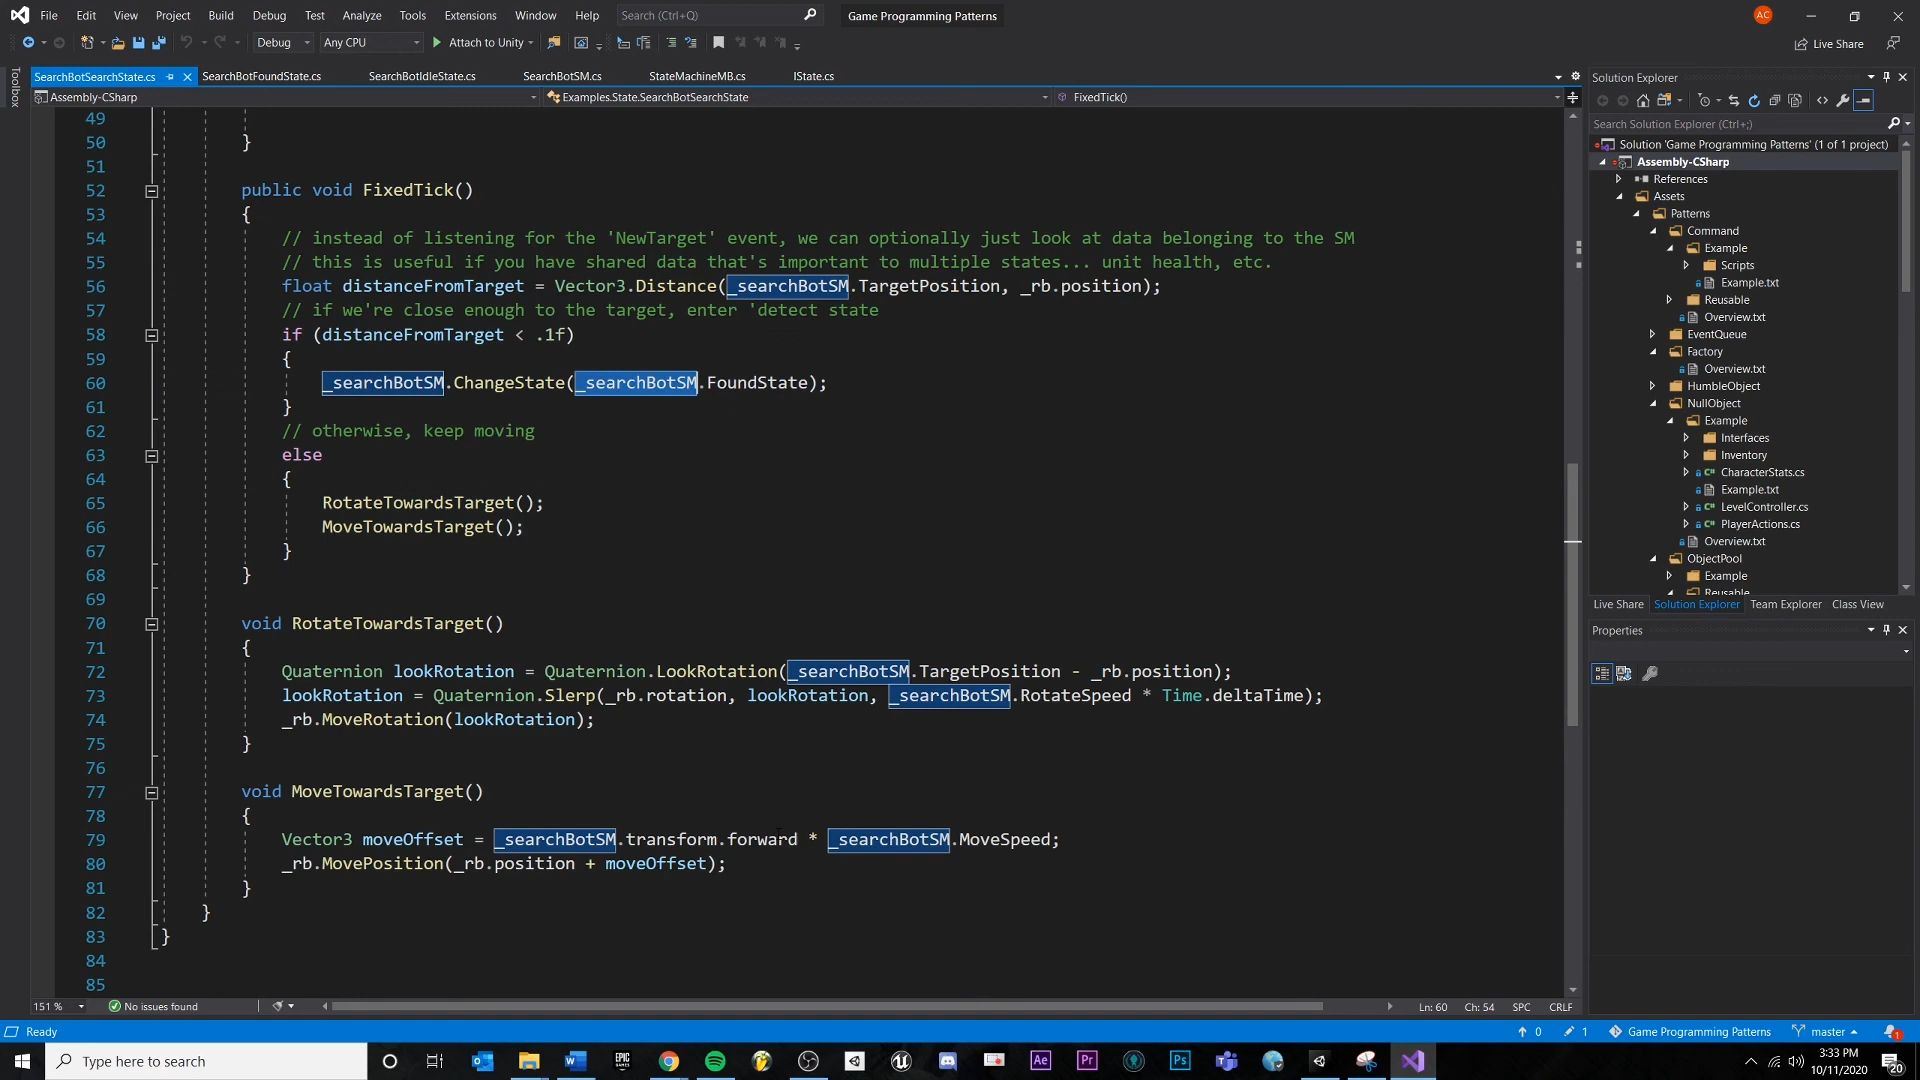 File Edit View Project Build Debug Test Analyze Tools Extensions Window Help Search (Ctrl+Q) Game Programming Patterns AC
Debug Any CPU Attach to Unity Live Share
Toolbox
SearchBotSearchState.cs SearchBotFoundState.cs SearchBotIdleState.cs SearchBotSM.cs StateMachineMB.cs IState.cs
Assembly-CSharp Examples.State.SearchBotSearchState FixedTick()
49
50 }
51
52 public void FixedTick()
53 {
54 // instead of listening for the 'NewTarget' event, we can optionally just look at data belonging to the SM
55 // this is useful if you have shared data that's important to multiple states... unit health, etc.
56 float distanceFromTarget = Vector3.Distance(_searchBotSM.TargetPosition, _rb.position);
57 // if we're close enough to the target, enter 'detect state
58 if (distanceFromTarget < .1f)
59 {
60 _searchBotSM.ChangeState(_searchBotSM.FoundState);
61 }
62 // otherwise, keep moving
63 else
64 {
65 RotateTowardsTarget();
66 MoveTowardsTarget();
67 }
68 }
69
70 void RotateTowardsTarget()
71 {
72 Quaternion lookRotation = Quaternion.LookRotation(_searchBotSM.TargetPosition - _rb.position);
73 lookRotation = Quaternion.Slerp(_rb.rotation, lookRotation, _searchBotSM.RotateSpeed * Time.deltaTime);
74 _rb.MoveRotation(lookRotation);
75 }
76
77 void MoveTowardsTarget()
78 {
79 Vector3 moveOffset = _searchBotSM.transform.forward * _searchBotSM.MoveSpeed;
80 _rb.MovePosition(_rb.position + moveOffset);
81 }
82 }
83 }
84
85
151 % No issues found Ln: 60 Ch: 54 SPC CRLF
Solution Explorer
Search Solution Explorer (Ctrl+;)
Solution 'Game Programming Patterns' (1 of 1 project)
Assembly-CSharp
References
Assets
Patterns
Command
Example
Scripts
Example.txt
Reusable
Overview.txt
EventQueue
Factory
Overview.txt
HumbleObject
NullObject
Example
Interfaces
Inventory
CharacterStats.cs
Example.txt
LevelController.cs
PlayerActions.cs
Overview.txt
ObjectPool
Example
Reusable
Live Share Solution Explorer Team Explorer Class View
Properties
Ready 0 1 Game Programming Patterns master 1
Type here to search EPIC GAMES Ae Pr Ps 3:33 PM
10/11/2020 20